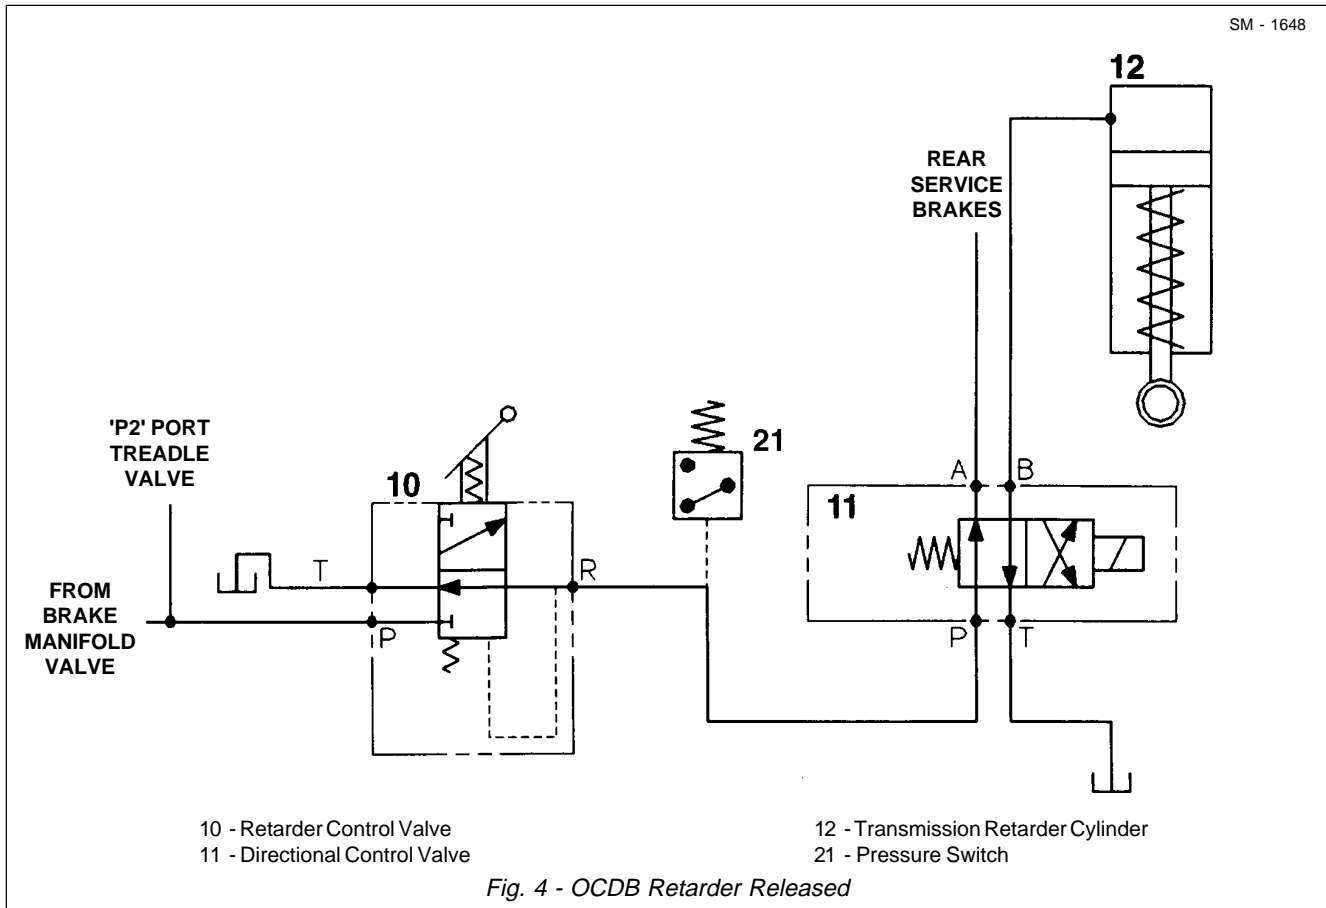 SM - 1648
12
REAR
SERVICE
BRAKES
'P2' PORT
TREADLE
VALVE
21
10
A
B
11
T
R
FROM
BRAKE
MANIFOLD
VALVE
P
P
T
10 - Retarder Control Valve
11 - Directional Control Valve
12 - Transmission Retarder Cylinder
21 - Pressure Switch
Fig. 4 - OCDB Retarder Released